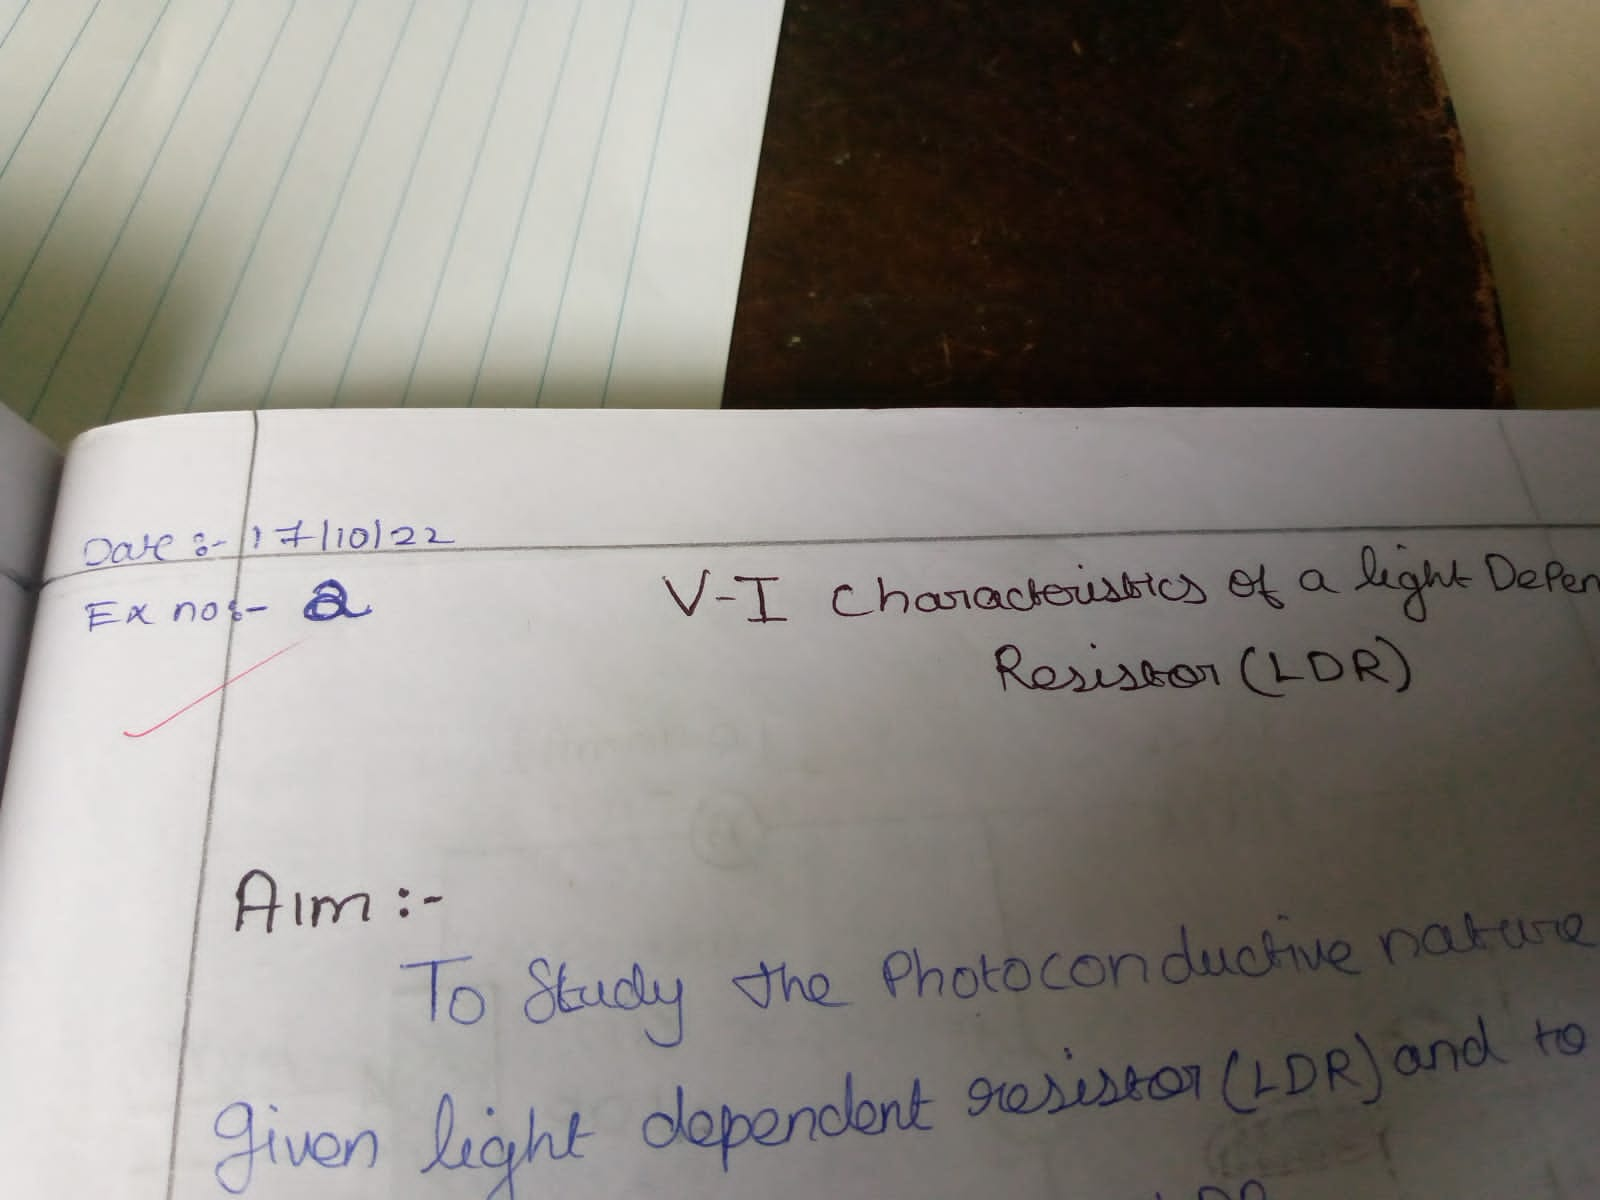 Date :- 17/10/22
Ex no:- 2
V-I Characteristics of a light Depen
Resistor (LDR)
Aim :-
To Study the Photoconductive nature
given light dependent resistor (LDR) and to